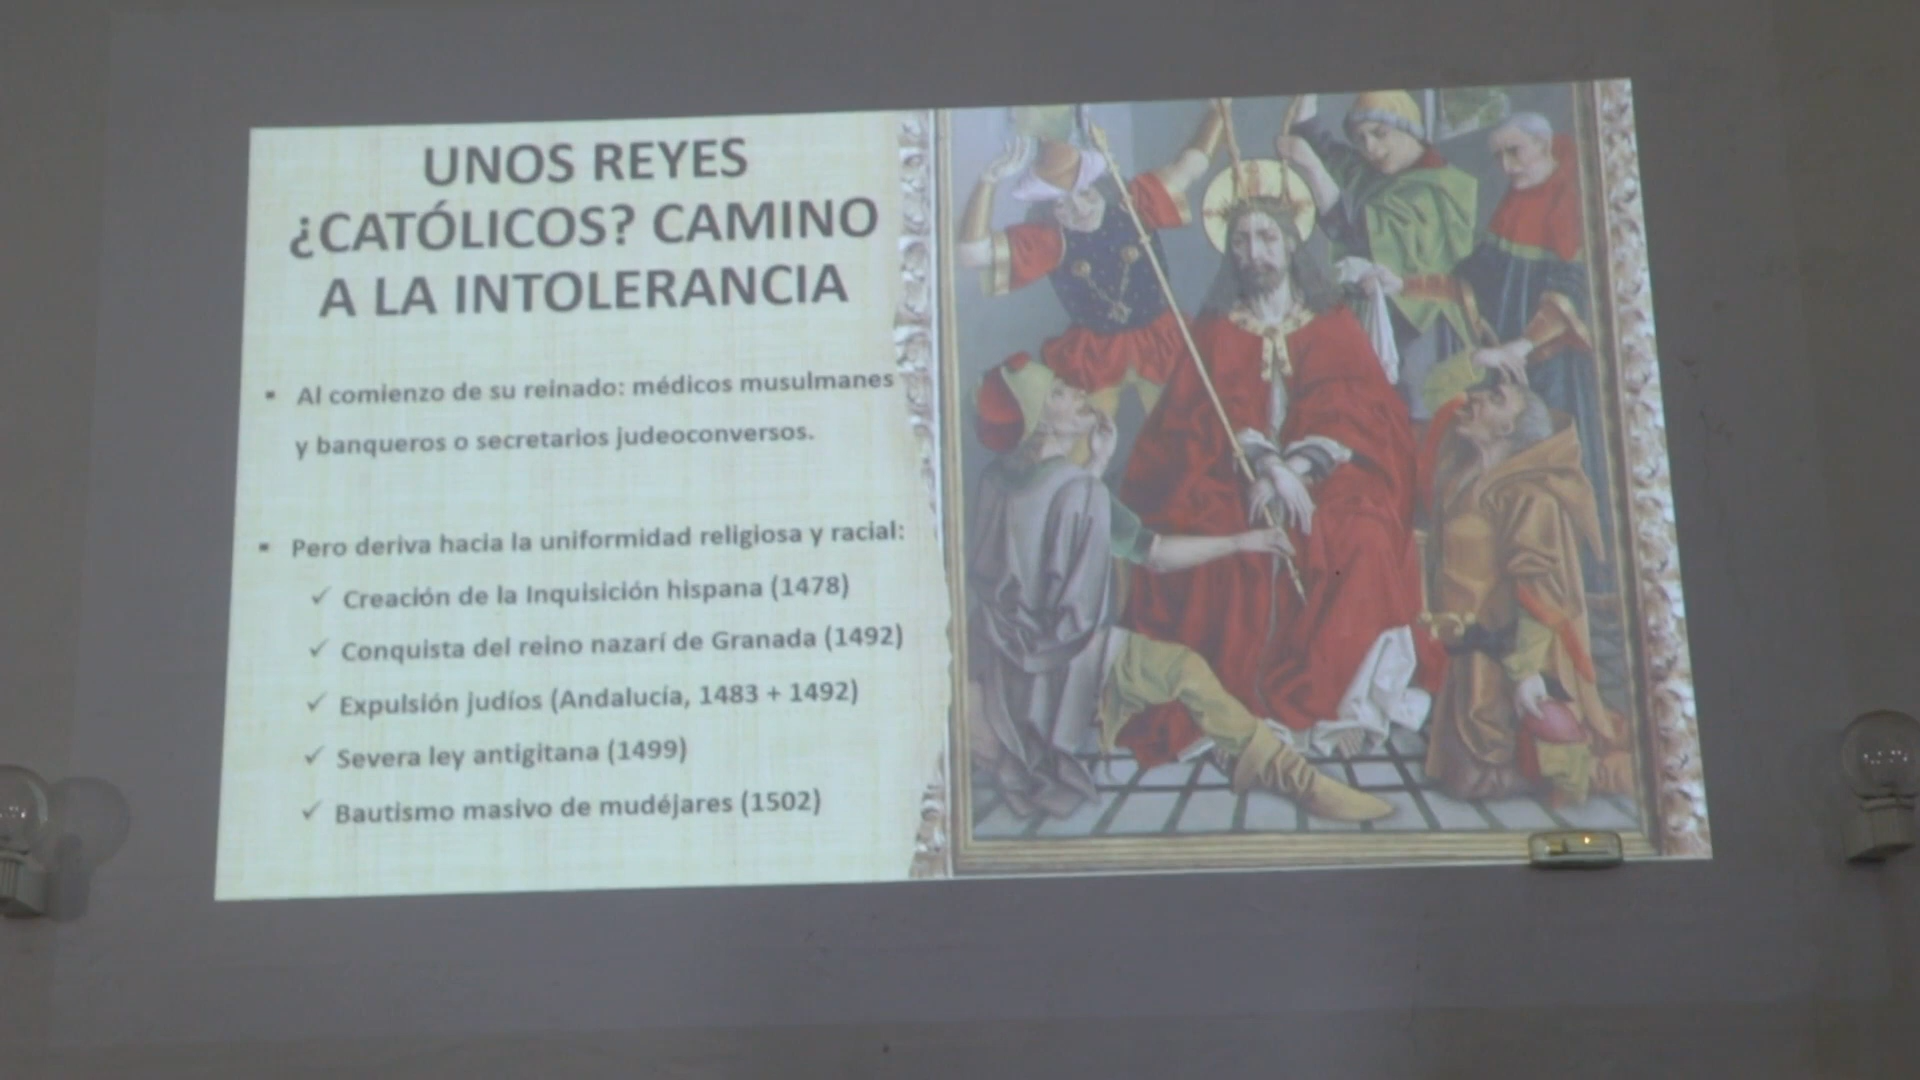 UNOS REYES
¿CATÓLICOS? CAMINO
A LA INTOLERANCIA
▪ Al comienzo de su reinado: médicos musulmanes
y banqueros o secretarios judeoconversos.
▪ Pero deriva hacia la uniformidad religiosa y racial:
✓ Creación de la Inquisición hispana (1478)
✓ Conquista del reino nazarí de Granada (1492)
✓ Expulsión judíos (Andalucía, 1483 + 1492)
✓ Severa ley antigitana (1499)
✓ Bautismo masivo de mudéjares (1502)